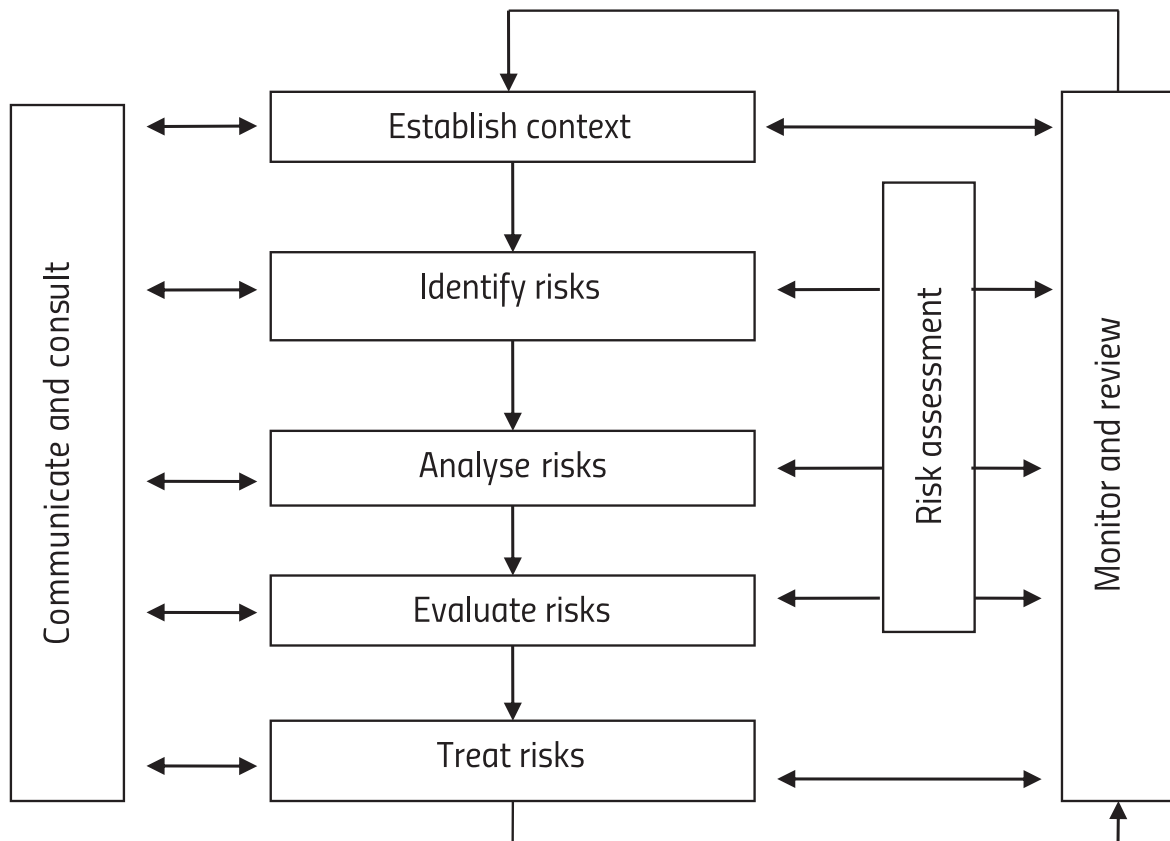 Establish context
Identify risks
Analyse risks
Evaluate risks
Treat risks
Communicate and consult
Risk assessment
Monitor and review